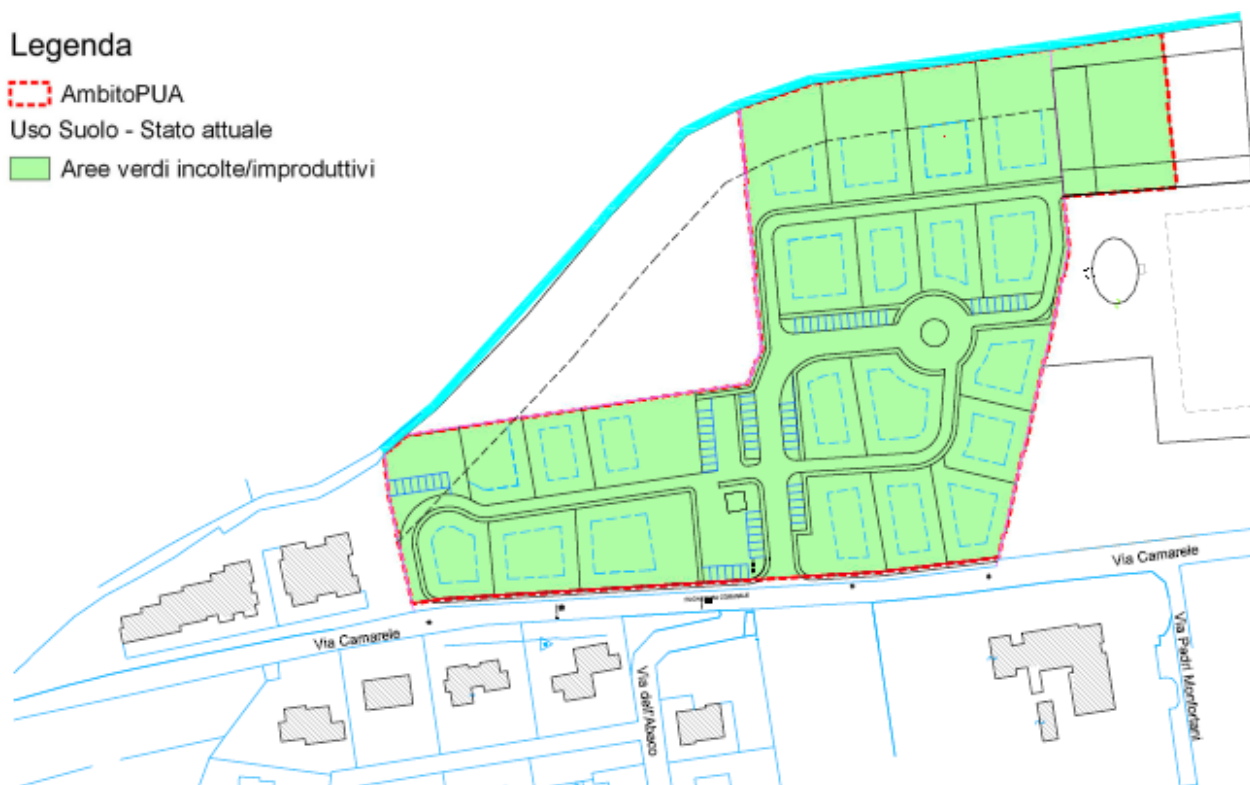 Legenda
AmbitoPUA
Uso Suolo - Stato attuale
Aree verdi incolte/improduttivi
Via Camarele
Via Camarele
Via dell'Abaco
Via Padri Monfortani